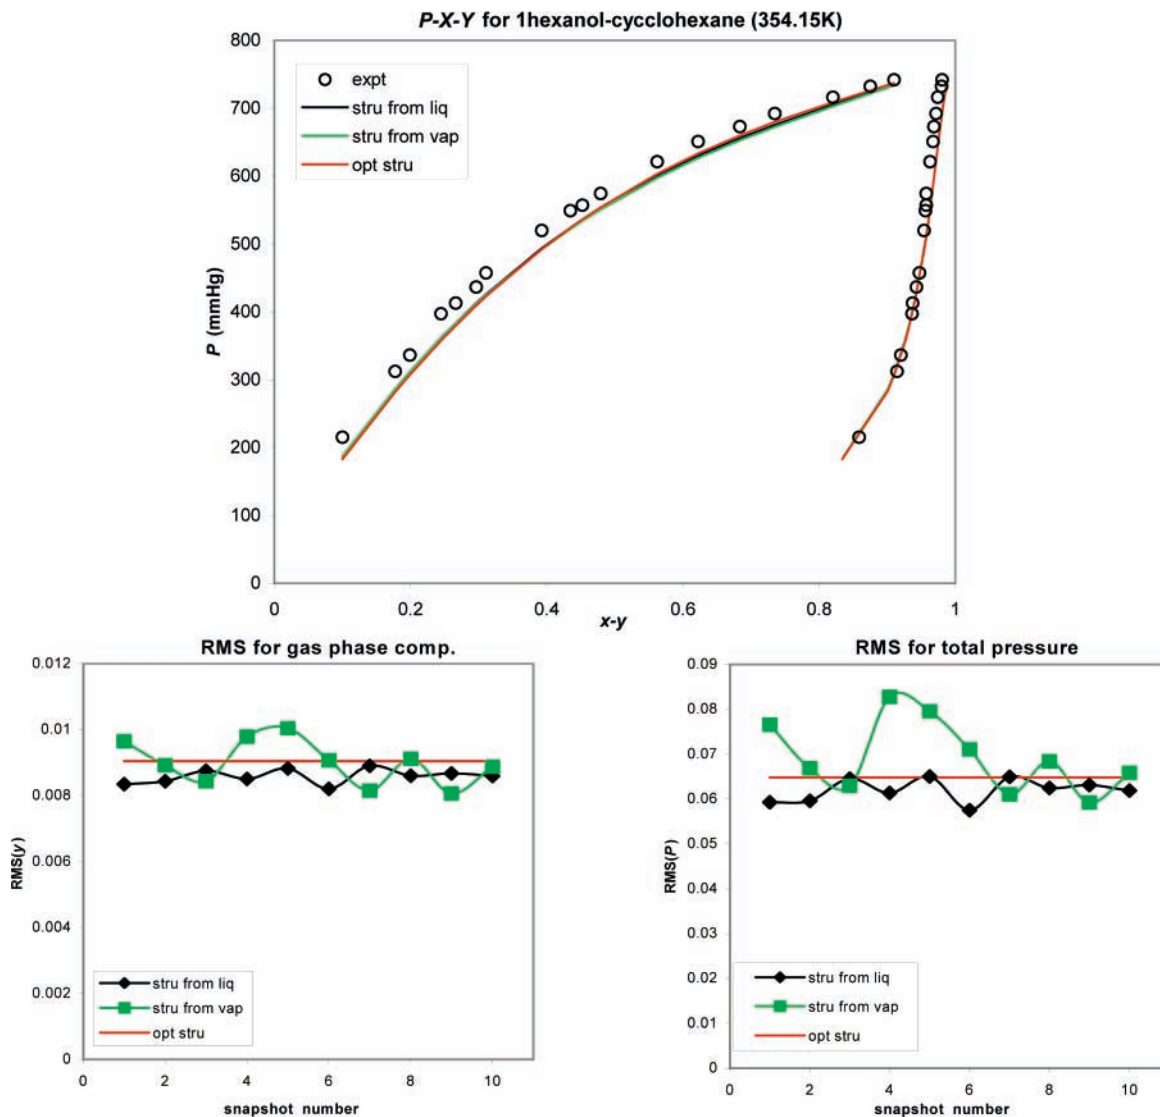 P-X-Y for 1hexanol-cycclohexane (354.15K)
800
700
600
500
400
300
200
100
0
P (mmHg)
expt
stru from liq
stru from vap
opt stru
0
0.2
0.4
0.6
0.8
1
x-y
RMS for gas phase comp.
0.012
0.01
0.008
0.006
0.004
0.002
0
RMS(y)
stru from liq
stru from vap
opt stru
0
2
4
6
8
10
snapshot number
RMS for total pressure
0.09
0.08
0.07
0.06
0.05
0.04
0.03
0.02
0.01
0
RMS(P)
stru from liq
stru from vap
opt stru
0
2
4
6
8
10
snapshot number